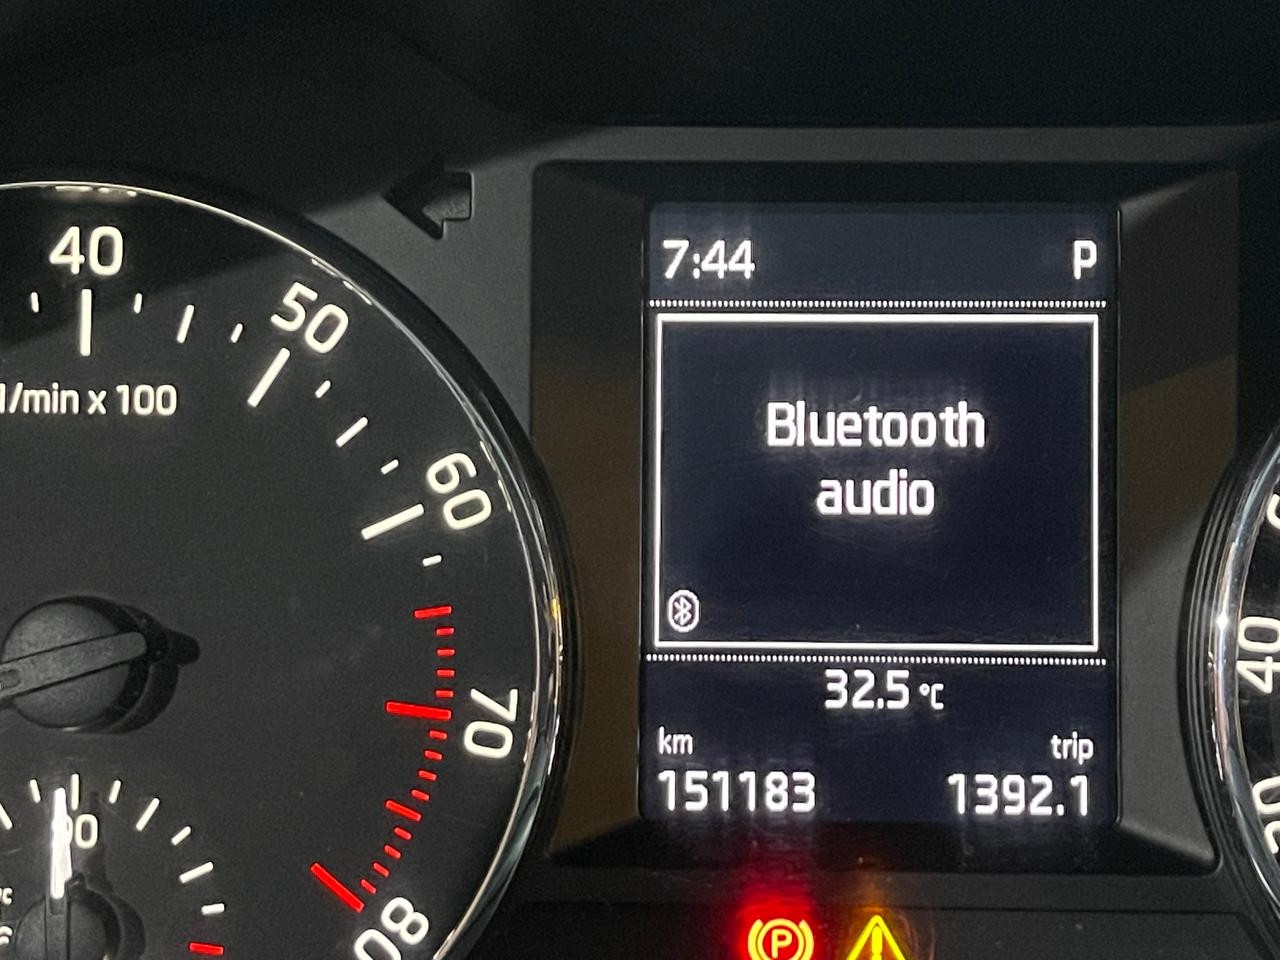 40
50
1/min x 100
60
70
80
90
7:44 P
Bluetooth
audio
32.5 °C
km trip
151183 1392.1
P
40